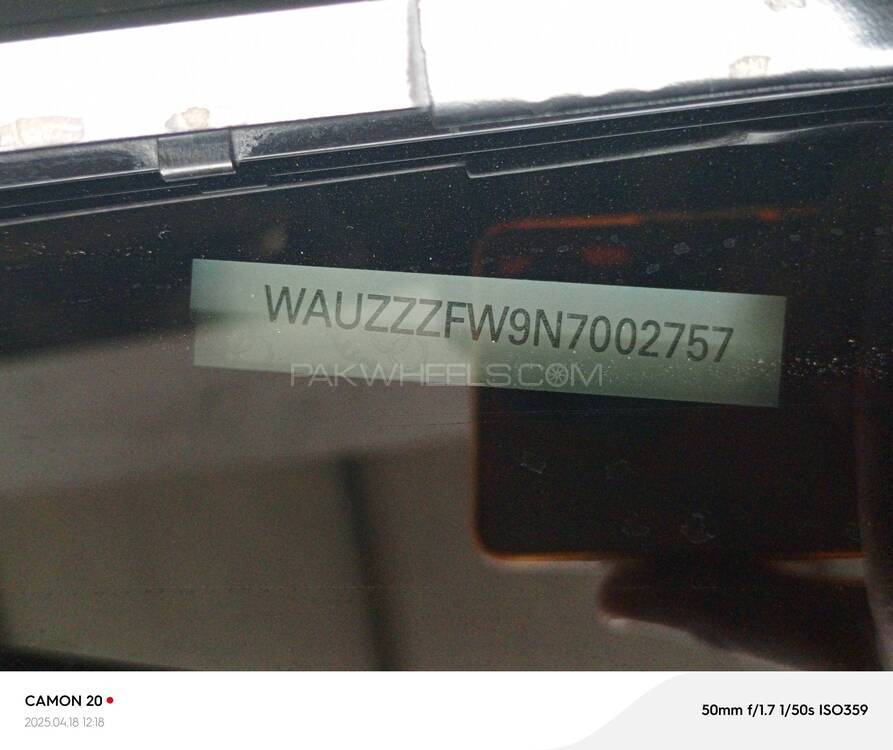 WAUZZZFW9N7002757
PAKWHEELS.COM
CAMON 20
2025.04.18 12:18
50mm f/1.7 1/50s ISO359